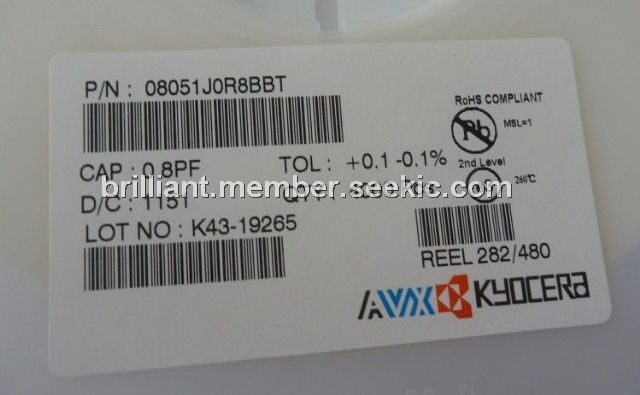 P/N : 08051J0R8BBT
RoHS COMPLIANT
Pb
MSL=1
2nd Level
CAP : 0.8PF
TOL : +0.1 -0.1%
260℃
brilliant.member.seekic.com
D/C : 1151
LOT NO : K43-19265
REEL 282/480
AVX KYOCERa